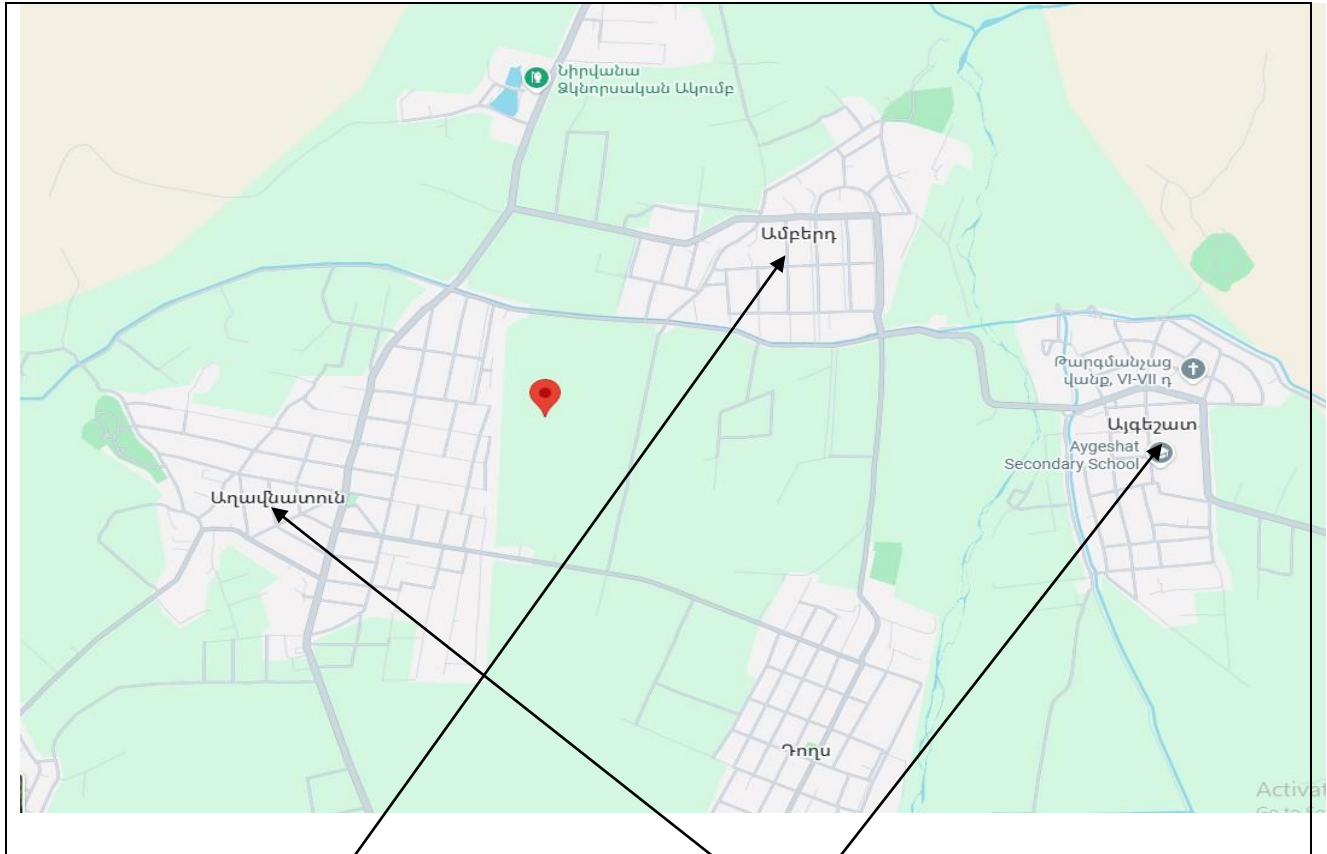 Նիրվանա
Ձկնորսական Ակումբ
Ամբերդ
Թարգմանչաց
վանք, VI-VII դ
Այգեշատ
Aygeshat
Secondary School
Աղավնատուն
Դողս
Activat